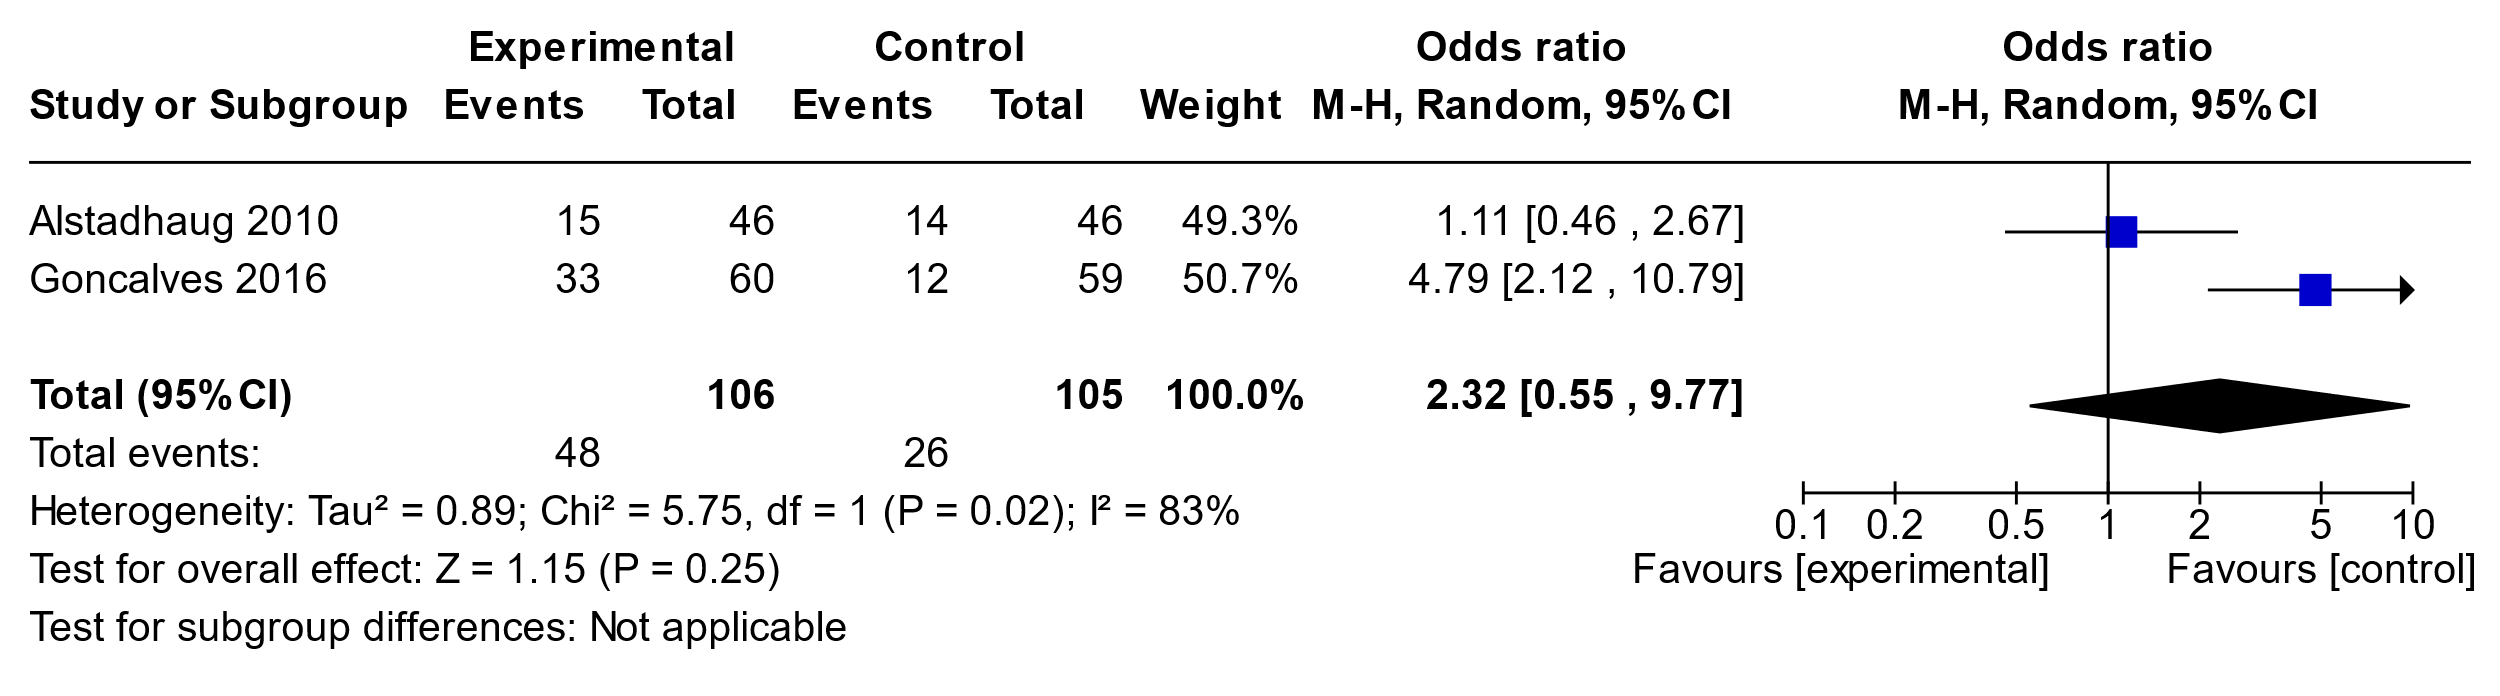 Experimental Control Odds ratio Odds ratio
Study or Subgroup Events Total Events Total Weight M-H, Random, 95% CI M-H, Random, 95% CI
Alstadhaug 2010 15 46 14 46 49.3% 1.11 [0.46 , 2.67]
Goncalves 2016 33 60 12 59 50.7% 4.79 [2.12 , 10.79]
Total (95% CI) 106 105 100.0% 2.32 [0.55 , 9.77]
Total events: 48 26
Heterogeneity: Tau² = 0.89; Chi² = 5.75, df = 1 (P = 0.02); I² = 83%
0.1 0.2 0.5 1 2 5 10
Test for overall effect: Z = 1.15 (P = 0.25) Favours [experimental] Favours [control]
Test for subgroup differences: Not applicable